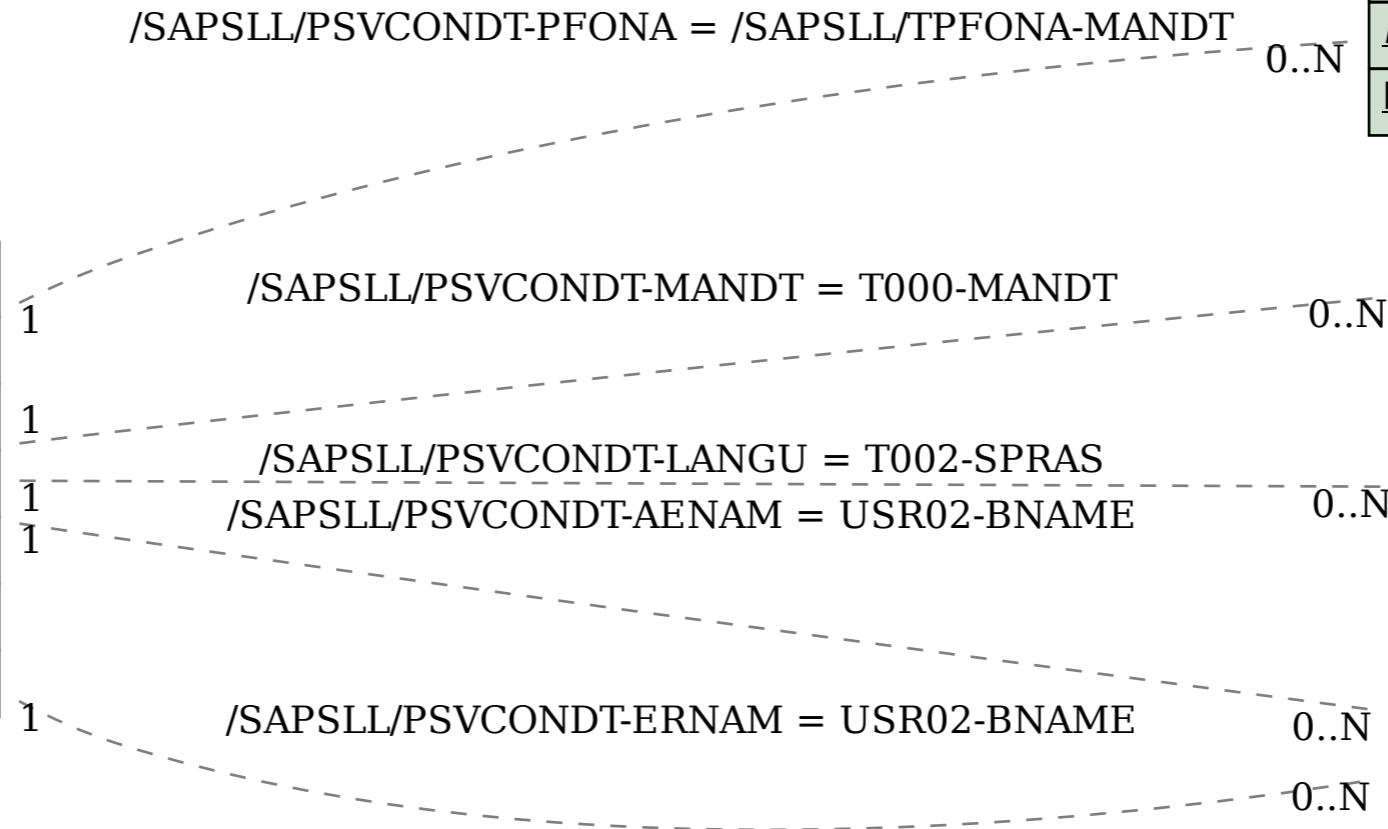 /SAPSLL/PSVCONDT-PFONA = /SAPSLL/TPFONA-MANDT
0..N
1
/SAPSLL/PSVCONDT-MANDT = T000-MANDT
0..N
1
/SAPSLL/PSVCONDT-LANGU = T002-SPRAS
1
0..N
/SAPSLL/PSVCONDT-AENAM = USR02-BNAME
1
/SAPSLL/PSVCONDT-ERNAM = USR02-BNAME
1
0..N
0..N